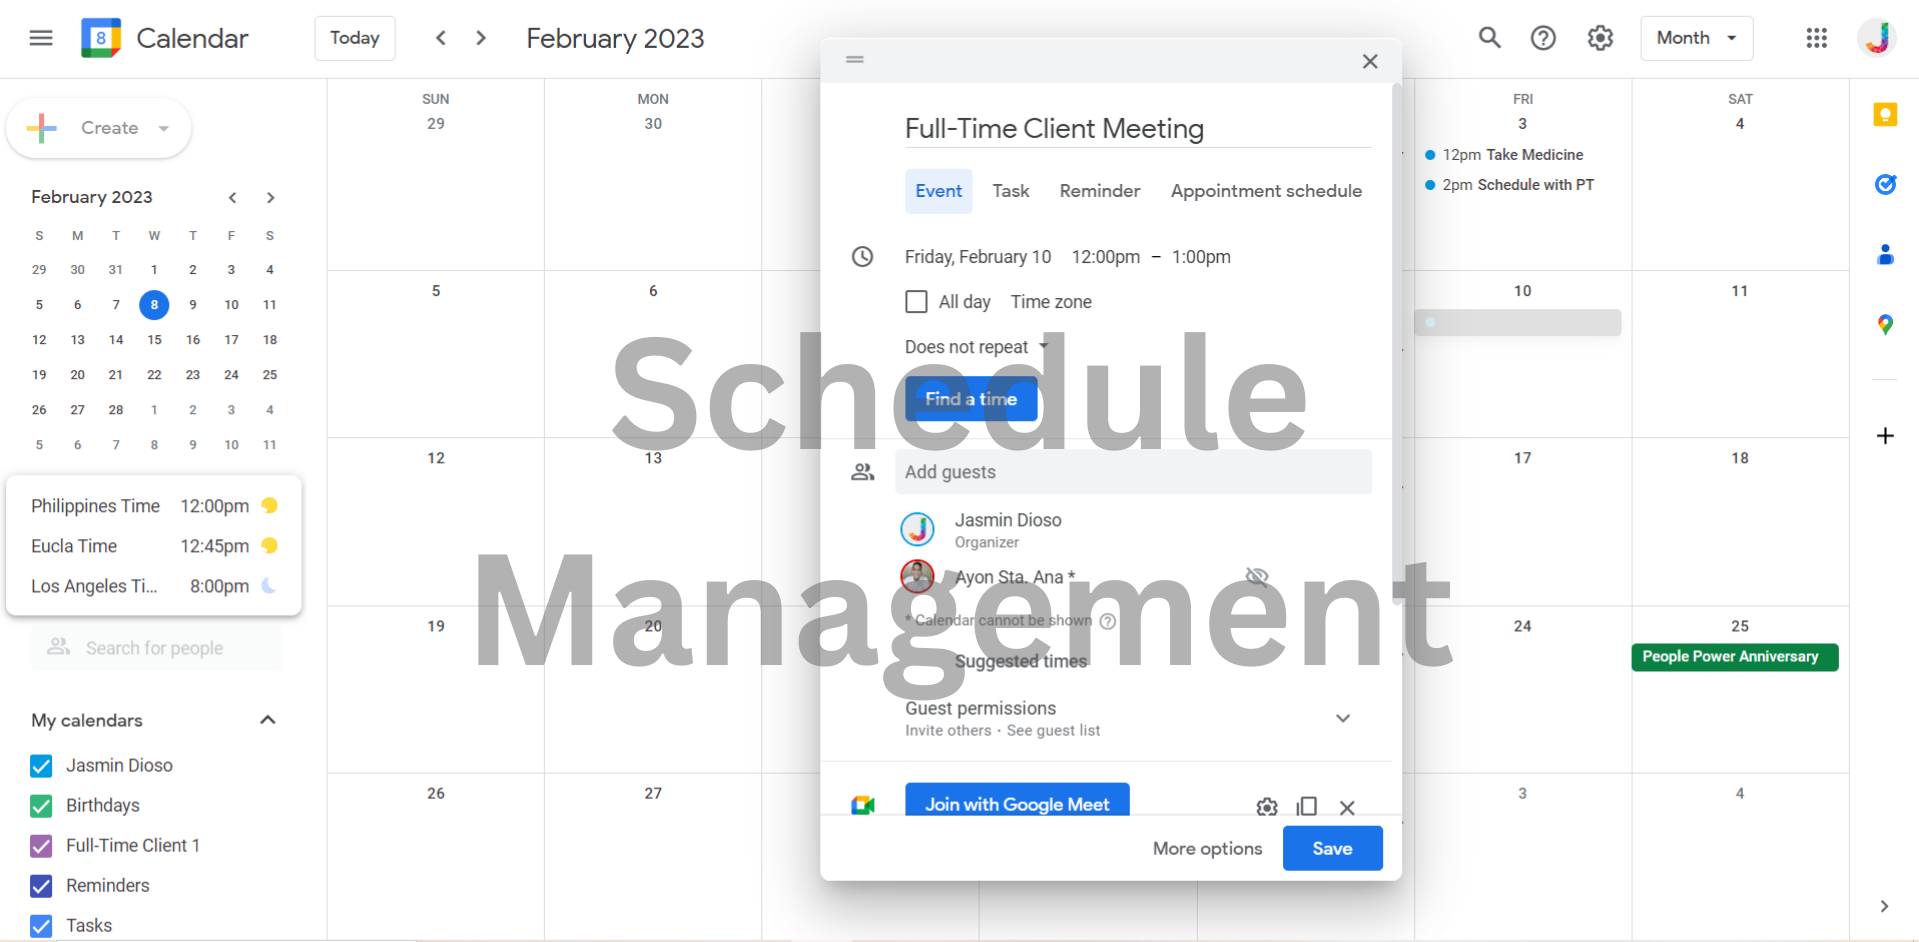 8
Calendar
Today
February 2023
Month
Create
February 2023
S M T W T F S
29 30 31 1 2 3 4
5 6 7 8 9 10 11
12 13 14 15 16 17 18
19 20 21 22 23 24 25
26 27 28 1 2 3 4
5 6 7 8 9 10 11
Philippines Time 12:00pm
Eucla Time 12:45pm
Los Angeles Ti... 8:00pm
Search for people
My calendars
Jasmin Dioso
Birthdays
Full-Time Client 1
Reminders
Tasks
SUN MON FRI SAT
29 30 3 4
12pm Take Medicine
2pm Schedule with PT
5 6 10 11
12 13 17 18
19 20 24 25
People Power Anniversary
26 27 3 4
Full-Time Client Meeting
Event Task Reminder Appointment schedule
Friday, February 10 12:00pm – 1:00pm
All day Time zone
Does not repeat
Find a time
Add guests
Jasmin Dioso
Organizer
Ayon Sta. Ana *
* Calendar cannot be shown
Suggested times
Guest permissions
Invite others • See guest list
Join with Google Meet
More options Save
Schedule
Management